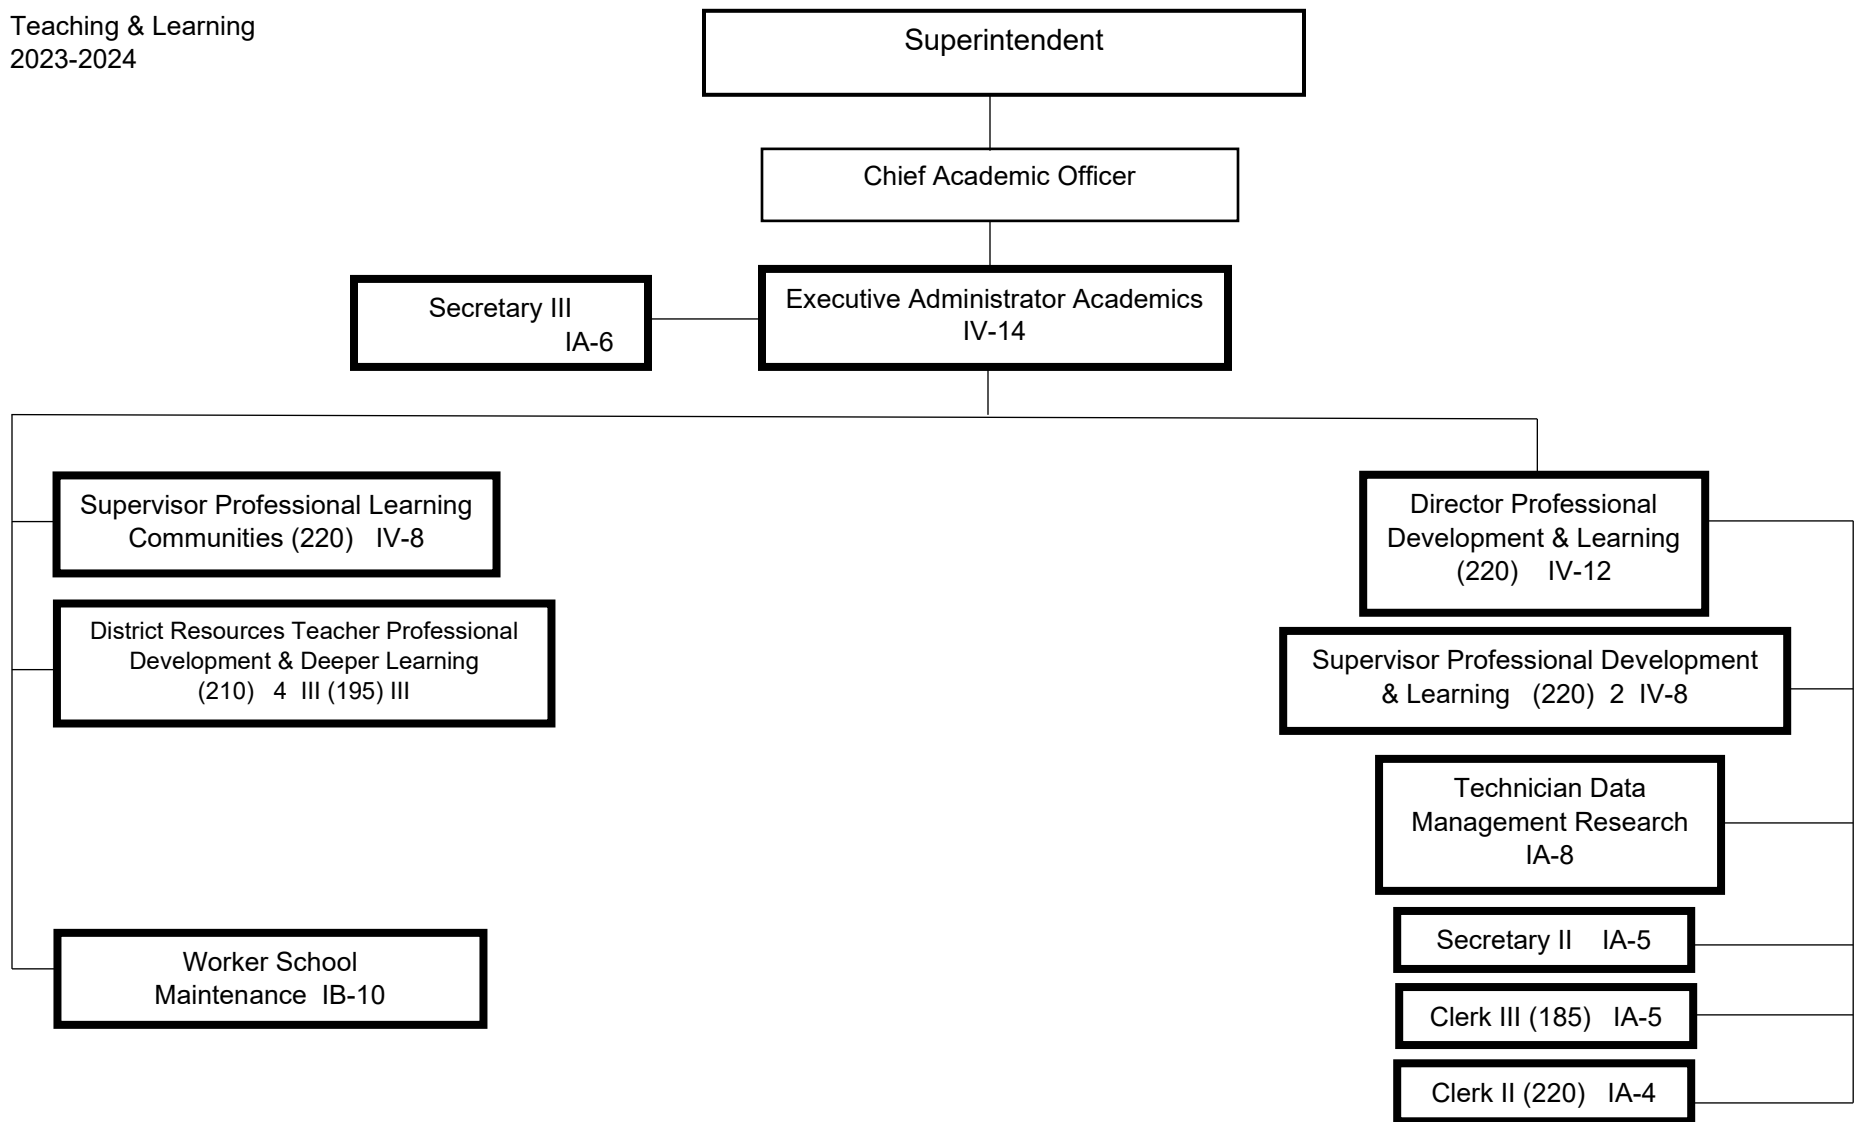 Teaching & Learning
2023-2024
Superintendent
Chief Academic Officer
Secretary III
IA-6
Executive Administrator Academics
IV-14
Supervisor Professional Learning
Communities (220) IV-8
District Resources Teacher Professional
Development & Deeper Learning
(210) 4 III (195) III
Worker School
Maintenance IB-10
Director Professional
Development & Learning
(220) IV-12
Supervisor Professional Development
& Learning (220) 2 IV-8
Technician Data
Management Research
IA-8
Secretary II IA-5
Clerk III (185) IA-5
Clerk II (220) IA-4